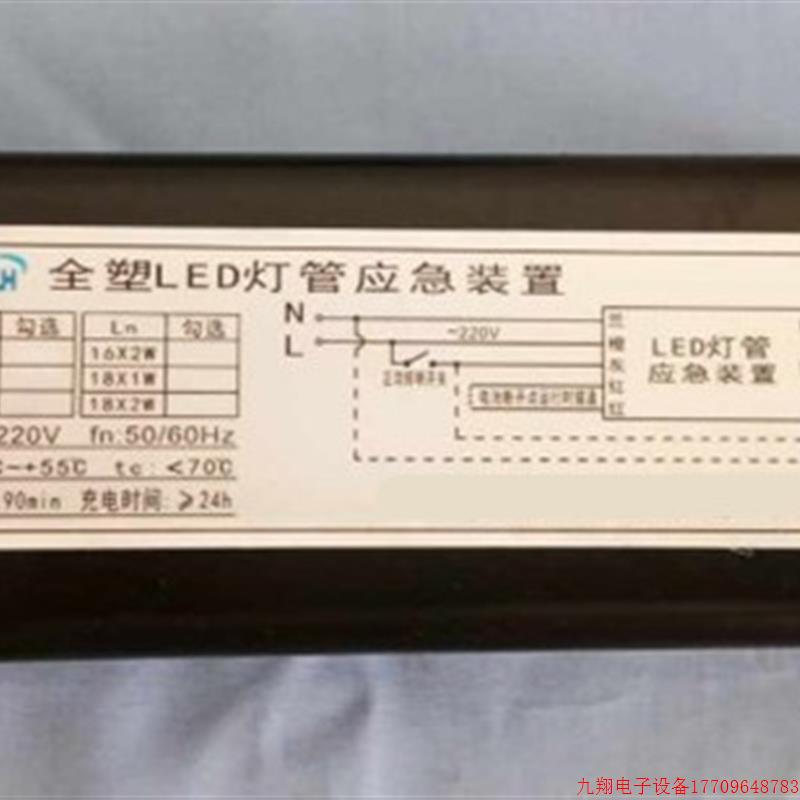 全塑LED灯管应急装置
勾选 Ln 勾选
16X2W
18X1W
18X2W
220V fn:50/60Hz
~+55℃ tc:<70℃
90min 充电时间:≥24h
N
L
~220V
LED灯管
应急装置
红
红
九翔电子设备17709648783